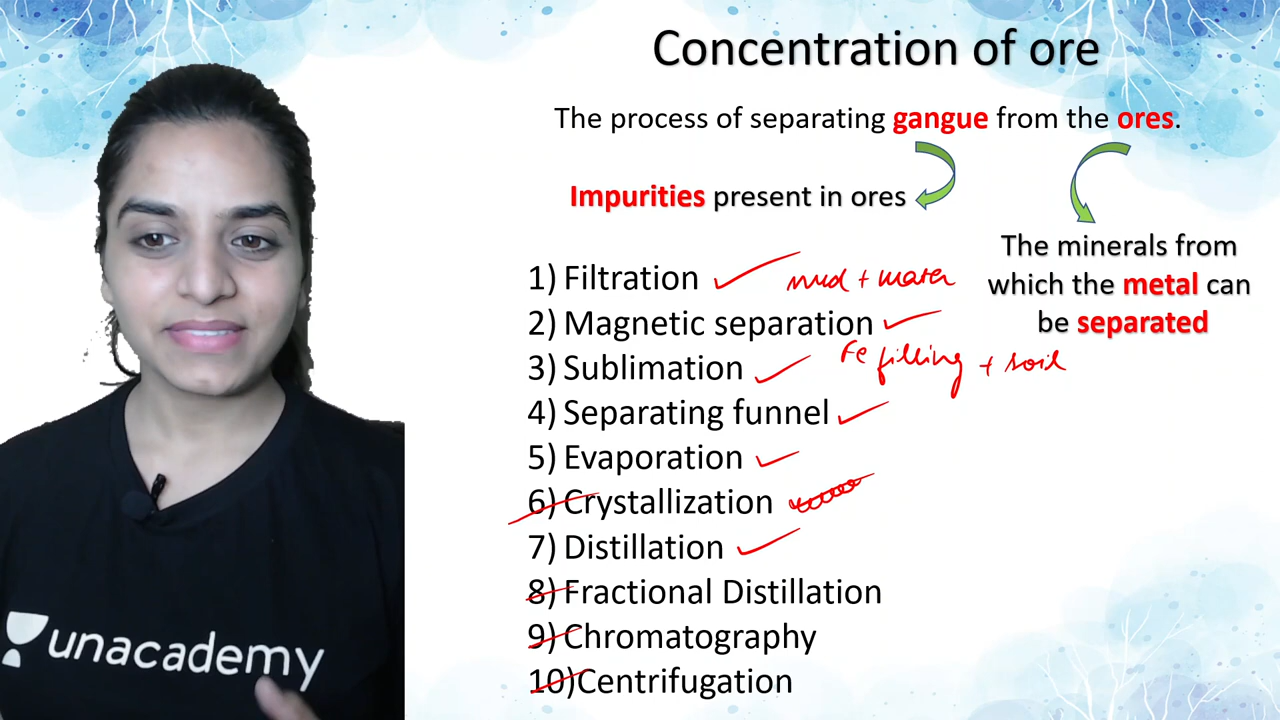 Concentration of ore
The process of separating gangue from the ores.
Impurities present in ores
The minerals from
which the metal can
be separated
1) Filtration mud + water
2) Magnetic separation
Fe filling + soil
3) Sublimation
4) Separating funnel
5) Evaporation
6) Crystallization
7) Distillation
8) Fractional Distillation
9) Chromatography
10)Centrifugation
unacademy